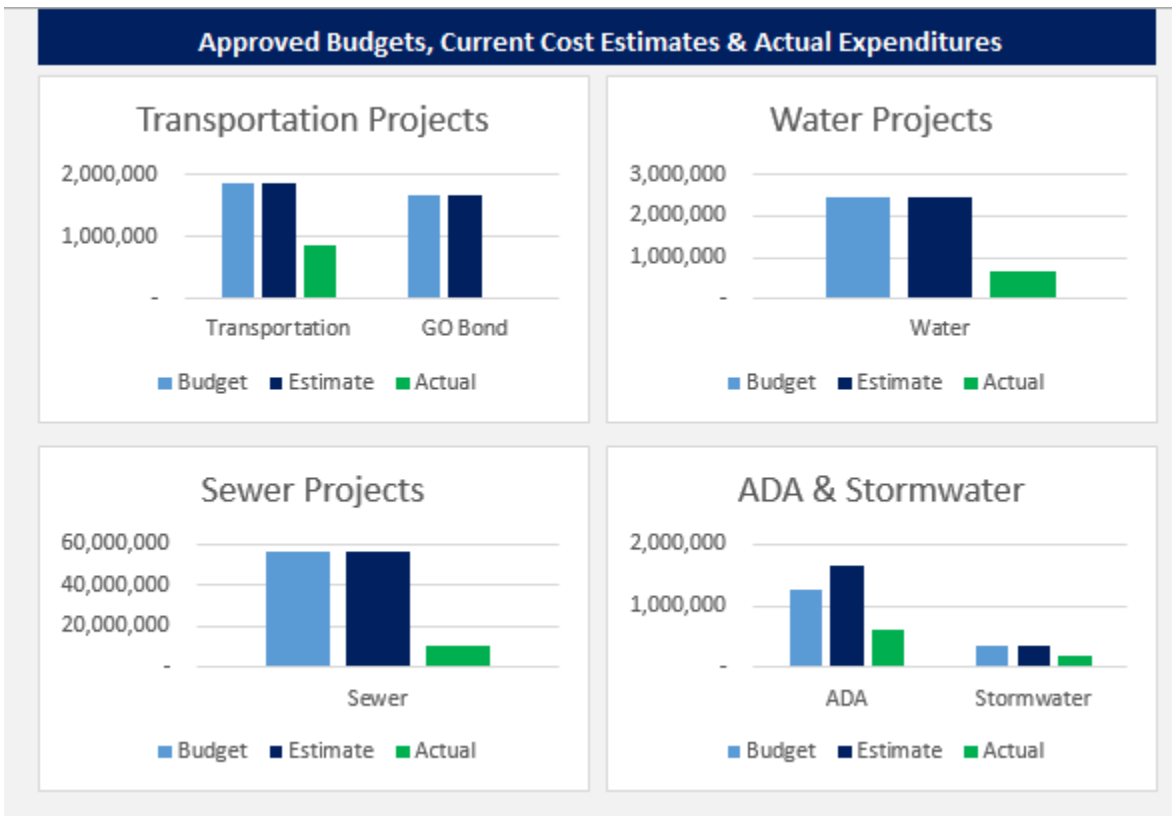 Approved Budgets, Current Cost Estimates & Actual Expenditures
Transportation Projects
2,000,000
1,000,000
-
Transportation GO Bond
Budget Estimate Actual
Water Projects
3,000,000
2,000,000
1,000,000
-
Water
Budget Estimate Actual
Sewer Projects
60,000,000
40,000,000
20,000,000
-
Sewer
Budget Estimate Actual
ADA & Stormwater
2,000,000
1,000,000
-
ADA Stormwater
Budget Estimate Actual